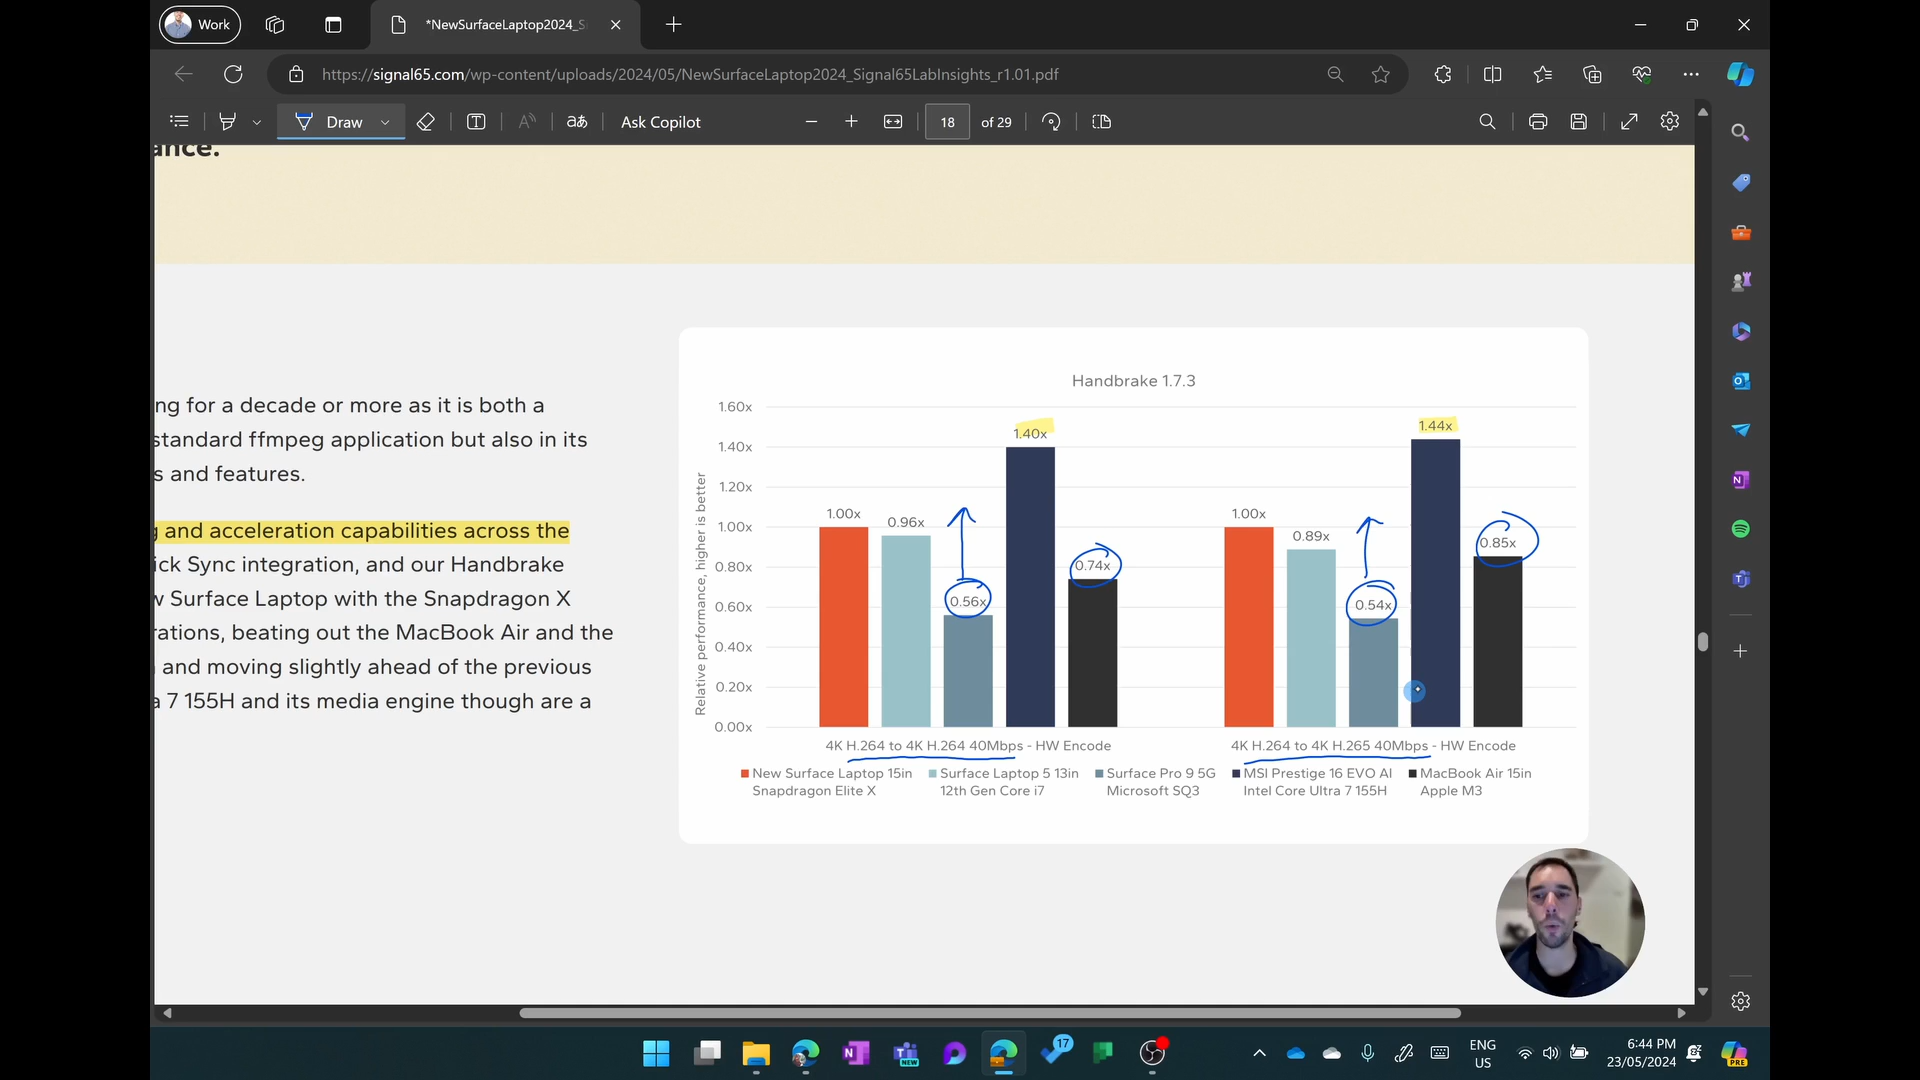 Work
*NewSurfaceLaptop2024_S
https://signal65.com/wp-content/uploads/2024/05/NewSurfaceLaptop2024_Signal65LabInsights_r1.01.pdf
Draw
aあ
Ask Copilot
18
of 29
ance.
ng for a decade or more as it is both a
standard ffmpeg application but also in its
s and features.
g and acceleration capabilities across the
ick Sync integration, and our Handbrake
w Surface Laptop with the Snapdragon X
rations, beating out the MacBook Air and the
and moving slightly ahead of the previous
a 7 155H and its media engine though are a
Handbrake 1.7.3
Relative performance, higher is better
1.60x
1.40x
1.20x
1.00x
0.80x
0.60x
0.40x
0.20x
0.00x
1.00x
0.96x
0.56x
1.40x
0.74x
1.00x
0.89x
0.54x
1.44x
0.85x
4K H.264 to 4K H.264 40Mbps - HW Encode
4K H.264 to 4K H.265 40Mbps - HW Encode
New Surface Laptop 15in
Snapdragon Elite X
Surface Laptop 5 13in
12th Gen Core i7
Surface Pro 9 5G
Microsoft SQ3
MSI Prestige 16 EVO AI
Intel Core Ultra 7 155H
MacBook Air 15in
Apple M3
NEW
17
ENG
US
6:44 PM
23/05/2024
PRE